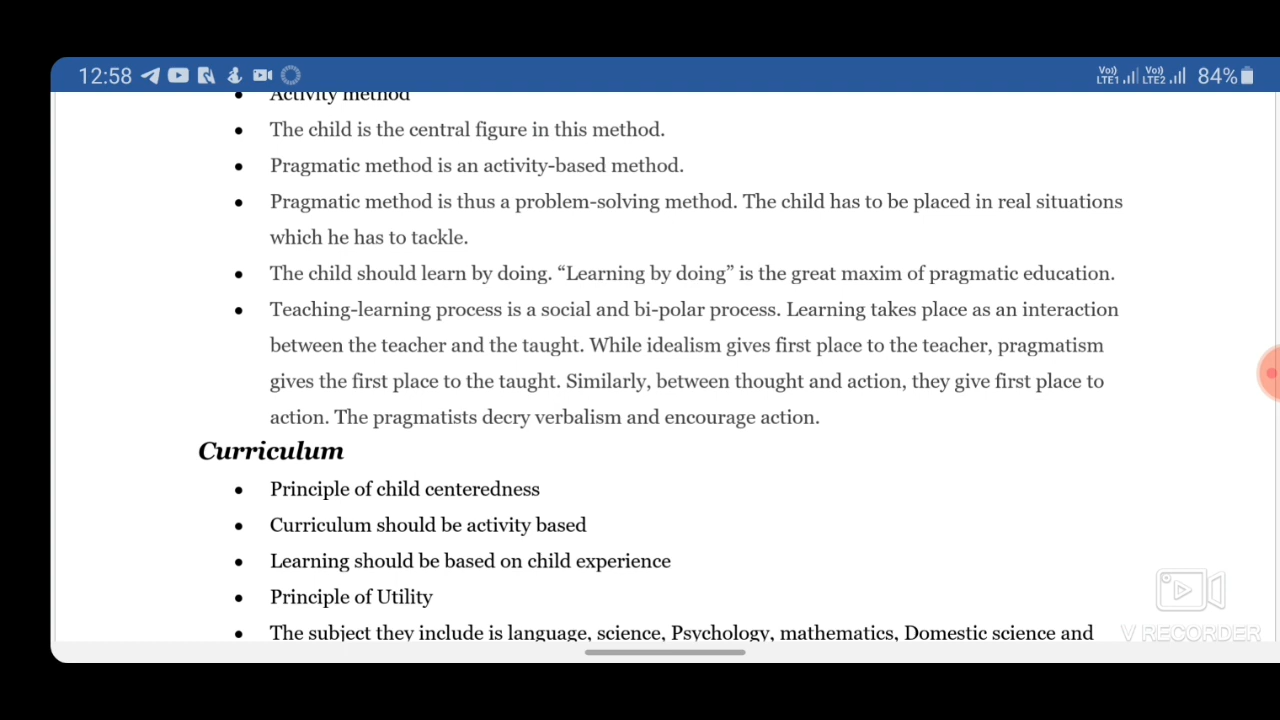 12:58 Vo)) LTE1 Vo)) LTE2 84%
• Activity method
• The child is the central figure in this method.
• Pragmatic method is an activity-based method.
• Pragmatic method is thus a problem-solving method. The child has to be placed in real situations
which he has to tackle.
• The child should learn by doing. “Learning by doing” is the great maxim of pragmatic education.
• Teaching-learning process is a social and bi-polar process. Learning takes place as an interaction
between the teacher and the taught. While idealism gives first place to the teacher, pragmatism
gives the first place to the taught. Similarly, between thought and action, they give first place to
action. The pragmatists decry verbalism and encourage action.
Curriculum
• Principle of child centeredness
• Curriculum should be activity based
• Learning should be based on child experience
• Principle of Utility
• The subject they include is language, science, Psychology, mathematics, Domestic science and
V RECORDER